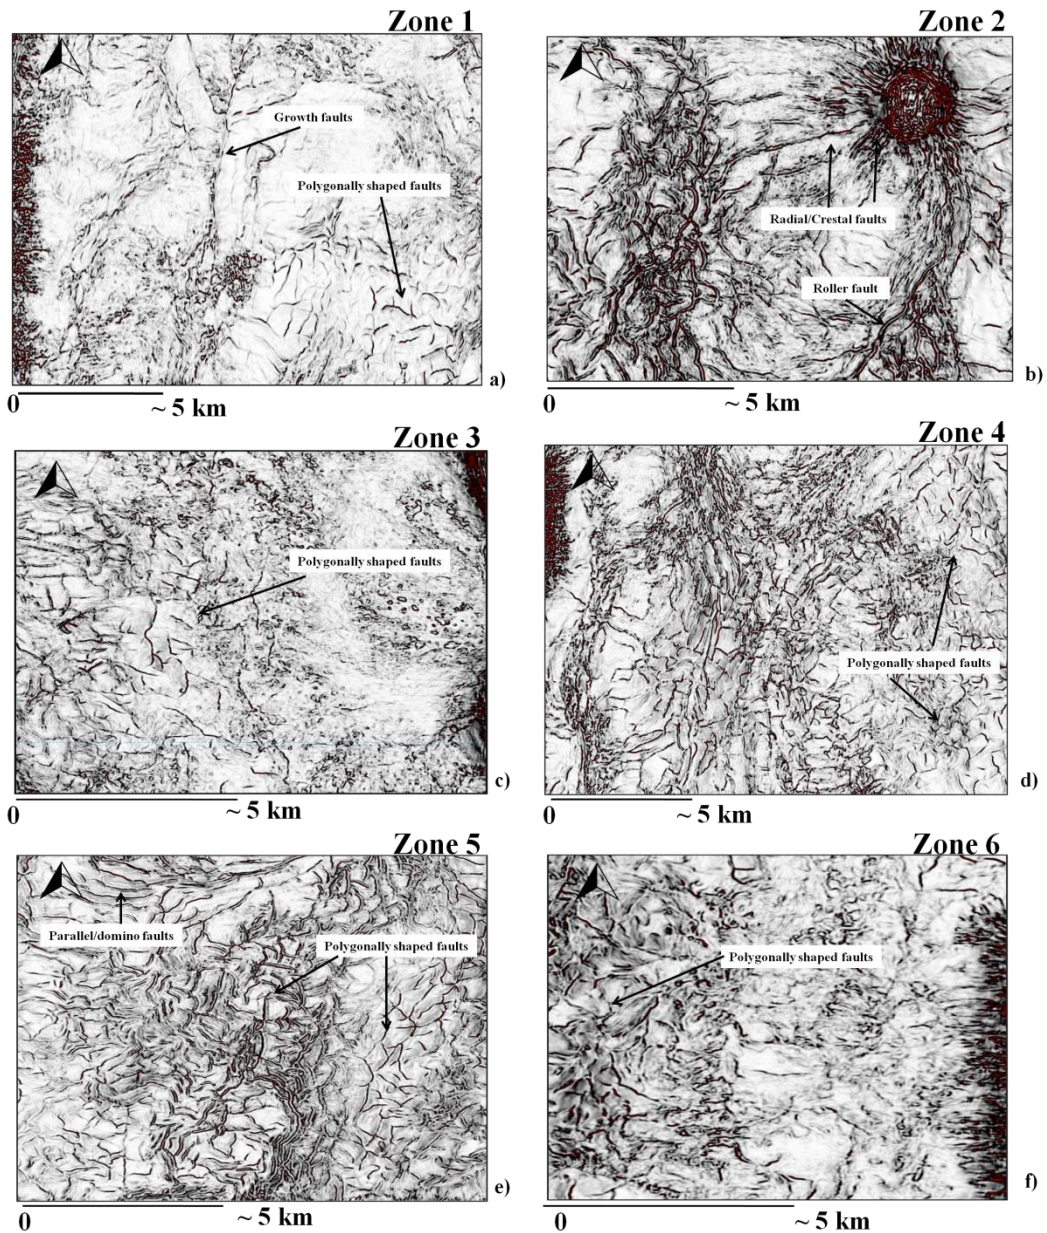 Zone 1
Growth faults
Polygonally shaped faults
a)
0
~ 5 km
Zone 2
Radial/Crestal faults
Roller fault
b)
0
~ 5 km
Zone 3
Polygonally shaped faults
c)
0
~ 5 km
Zone 4
Polygonally shaped faults
d)
0
~ 5 km
Zone 5
Parallel/domino faults
Polygonally shaped faults
e)
0
~ 5 km
Zone 6
Polygonally shaped faults
f)
0
~ 5 km